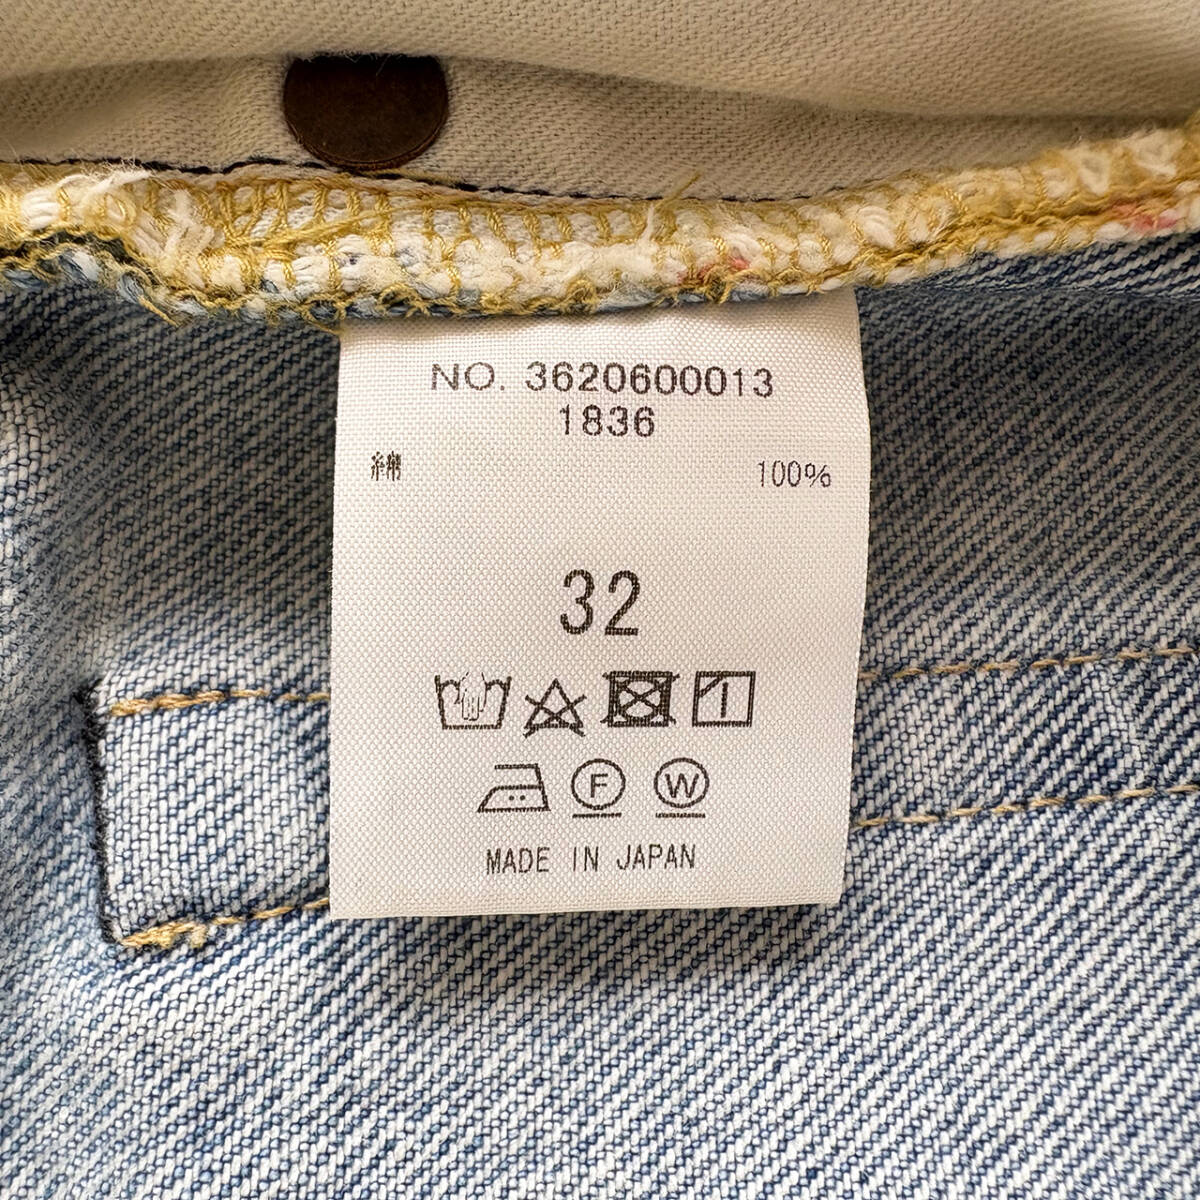 NO. 3620600013
1836
綿 100%
32
F W
MADE IN JAPAN